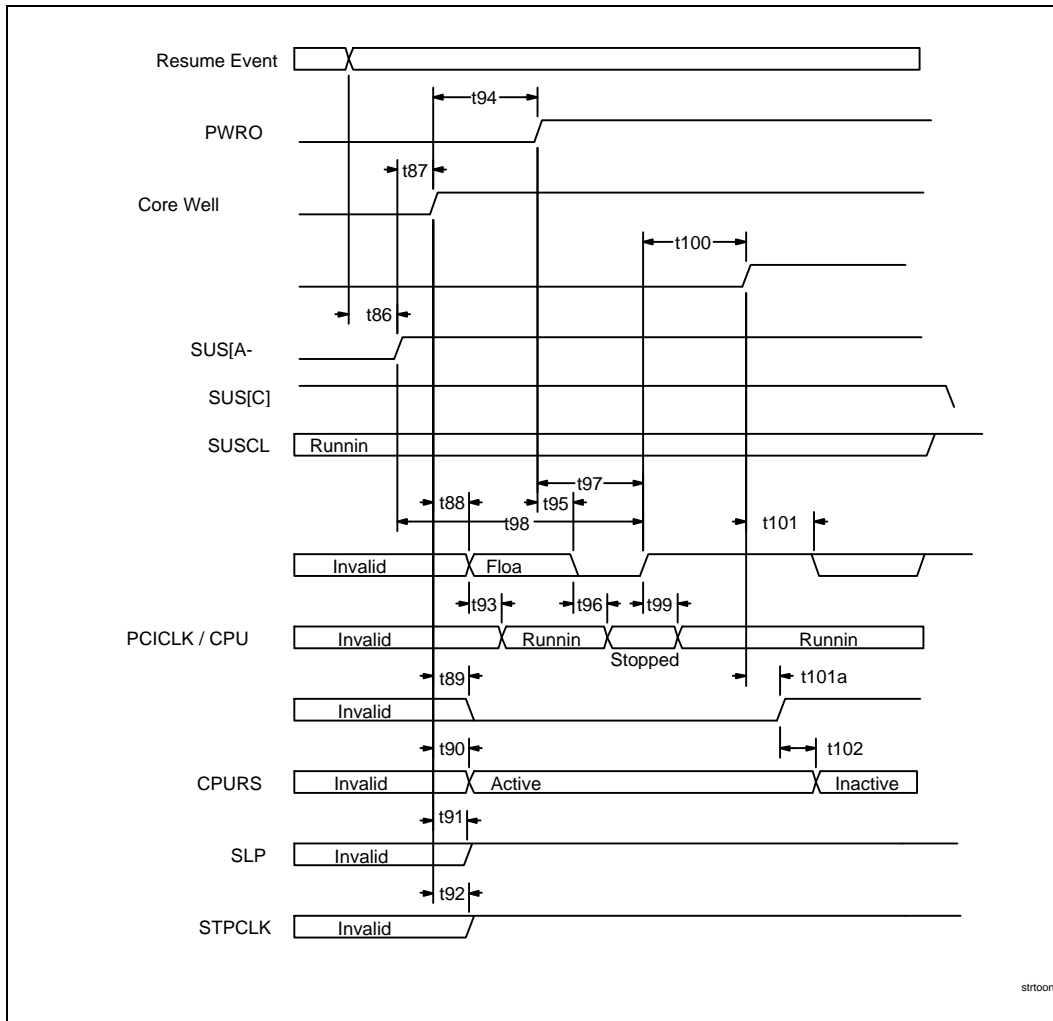 Resume Event
t94
PWRO
t87
Core Well
t100
t86
SUS[A-
SUS[C]
SUSCL Runnin
t97
t88 t95
t98 t101
Invalid Floa
t93 t96 t99
PCICLK / CPU Invalid Runnin Runnin
Stopped
t89 t101a
Invalid
t90 t102
CPURS Invalid Active Inactive
t91
SLP Invalid
t92
STPCLK Invalid
strtoon